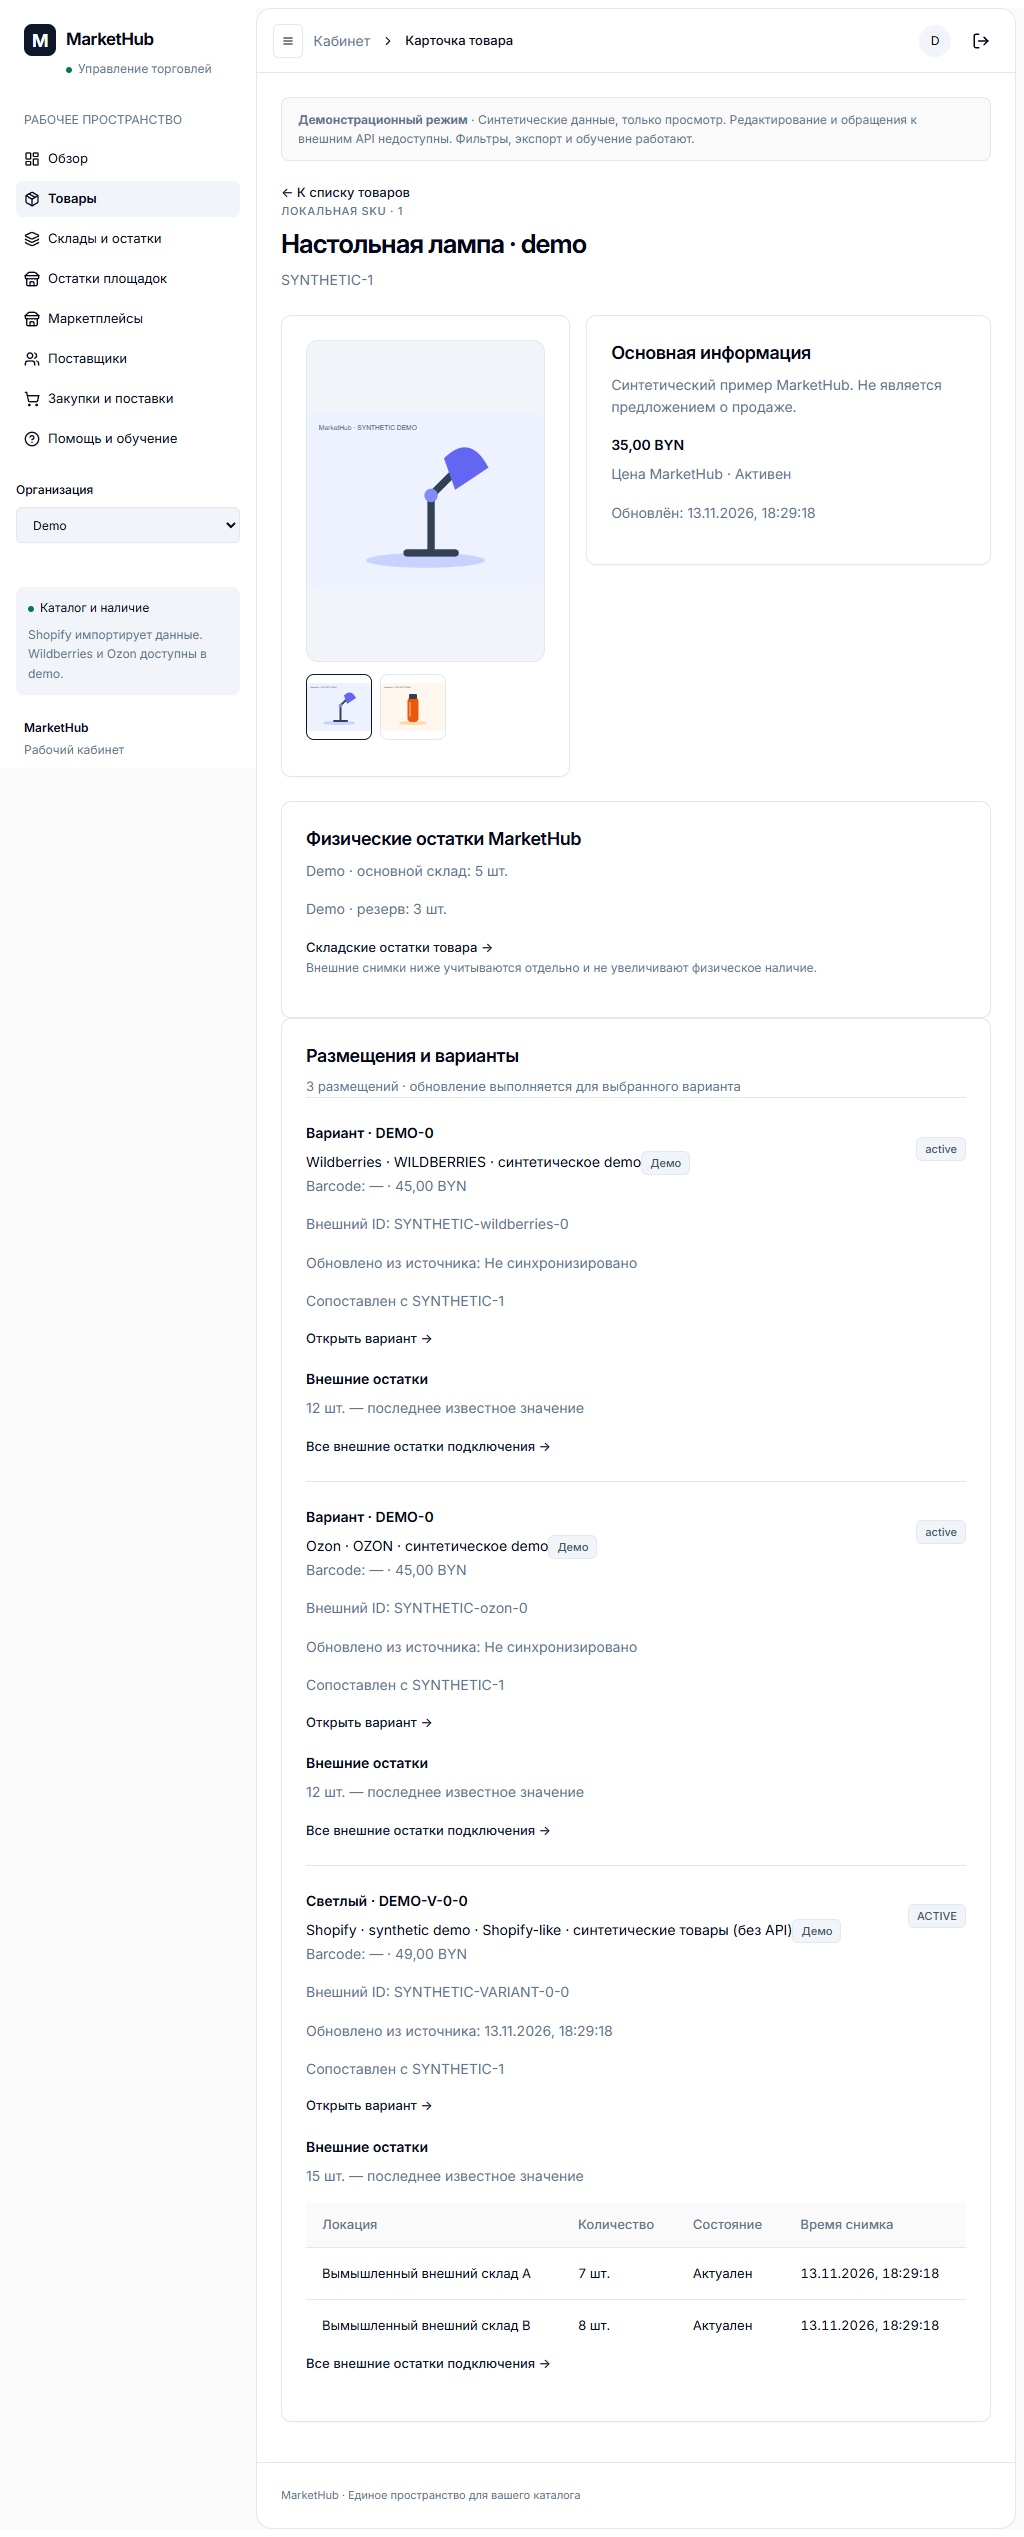 M MarketHub
Управление торговлей
РАБОЧЕЕ ПРОСТРАНСТВО
Обзор
Товары
Склады и остатки
Остатки площадок
Маркетплейсы
Поставщики
Закупки и поставки
Помощь и обучение
Организация
Demo
Каталог и наличие
Shopify импортирует данные.
Wildberries и Ozon доступны в
demo.
MarketHub
Рабочий кабинет
Кабинет > Карточка товара
D
Демонстрационный режим · Синтетические данные, только просмотр. Редактирование и обращения к
внешним API недоступны. Фильтры, экспорт и обучение работают.
← К списку товаров
ЛОКАЛЬНАЯ SKU · 1
Настольная лампа · demo
SYNTHETIC-1
MarketHub · SYNTHETIC DEMO
Основная информация
Синтетический пример MarketHub. Не является
предложением о продаже.
35,00 BYN
Цена MarketHub · Активен
Обновлён: 13.11.2026, 18:29:18
Физические остатки MarketHub
Demo · основной склад: 5 шт.
Demo · резерв: 3 шт.
Складские остатки товара →
Внешние снимки ниже учитываются отдельно и не увеличивают физическое наличие.
Размещения и варианты
3 размещений · обновление выполняется для выбранного варианта
Вариант · DEMO-0
active
Wildberries · WILDBERRIES · синтетическое demo Демо
Barcode: — · 45,00 BYN
Внешний ID: SYNTHETIC-wildberries-0
Обновлено из источника: Не синхронизировано
Сопоставлен с SYNTHETIC-1
Открыть вариант →
Внешние остатки
12 шт. — последнее известное значение
Все внешние остатки подключения →
Вариант · DEMO-0
active
Ozon · OZON · синтетическое demo Демо
Barcode: — · 45,00 BYN
Внешний ID: SYNTHETIC-ozon-0
Обновлено из источника: Не синхронизировано
Сопоставлен с SYNTHETIC-1
Открыть вариант →
Внешние остатки
12 шт. — последнее известное значение
Все внешние остатки подключения →
Светлый · DEMO-V-0-0
ACTIVE
Shopify · synthetic demo · Shopify-like · синтетические товары (без API) Демо
Barcode: — · 49,00 BYN
Внешний ID: SYNTHETIC-VARIANT-0-0
Обновлено из источника: 13.11.2026, 18:29:18
Сопоставлен с SYNTHETIC-1
Открыть вариант →
Внешние остатки
15 шт. — последнее известное значение
Локация Количество Состояние Время снимка
Вымышленный внешний склад A 7 шт. Актуален 13.11.2026, 18:29:18
Вымышленный внешний склад B 8 шт. Актуален 13.11.2026, 18:29:18
Все внешние остатки подключения →
MarketHub · Единое пространство для вашего каталога